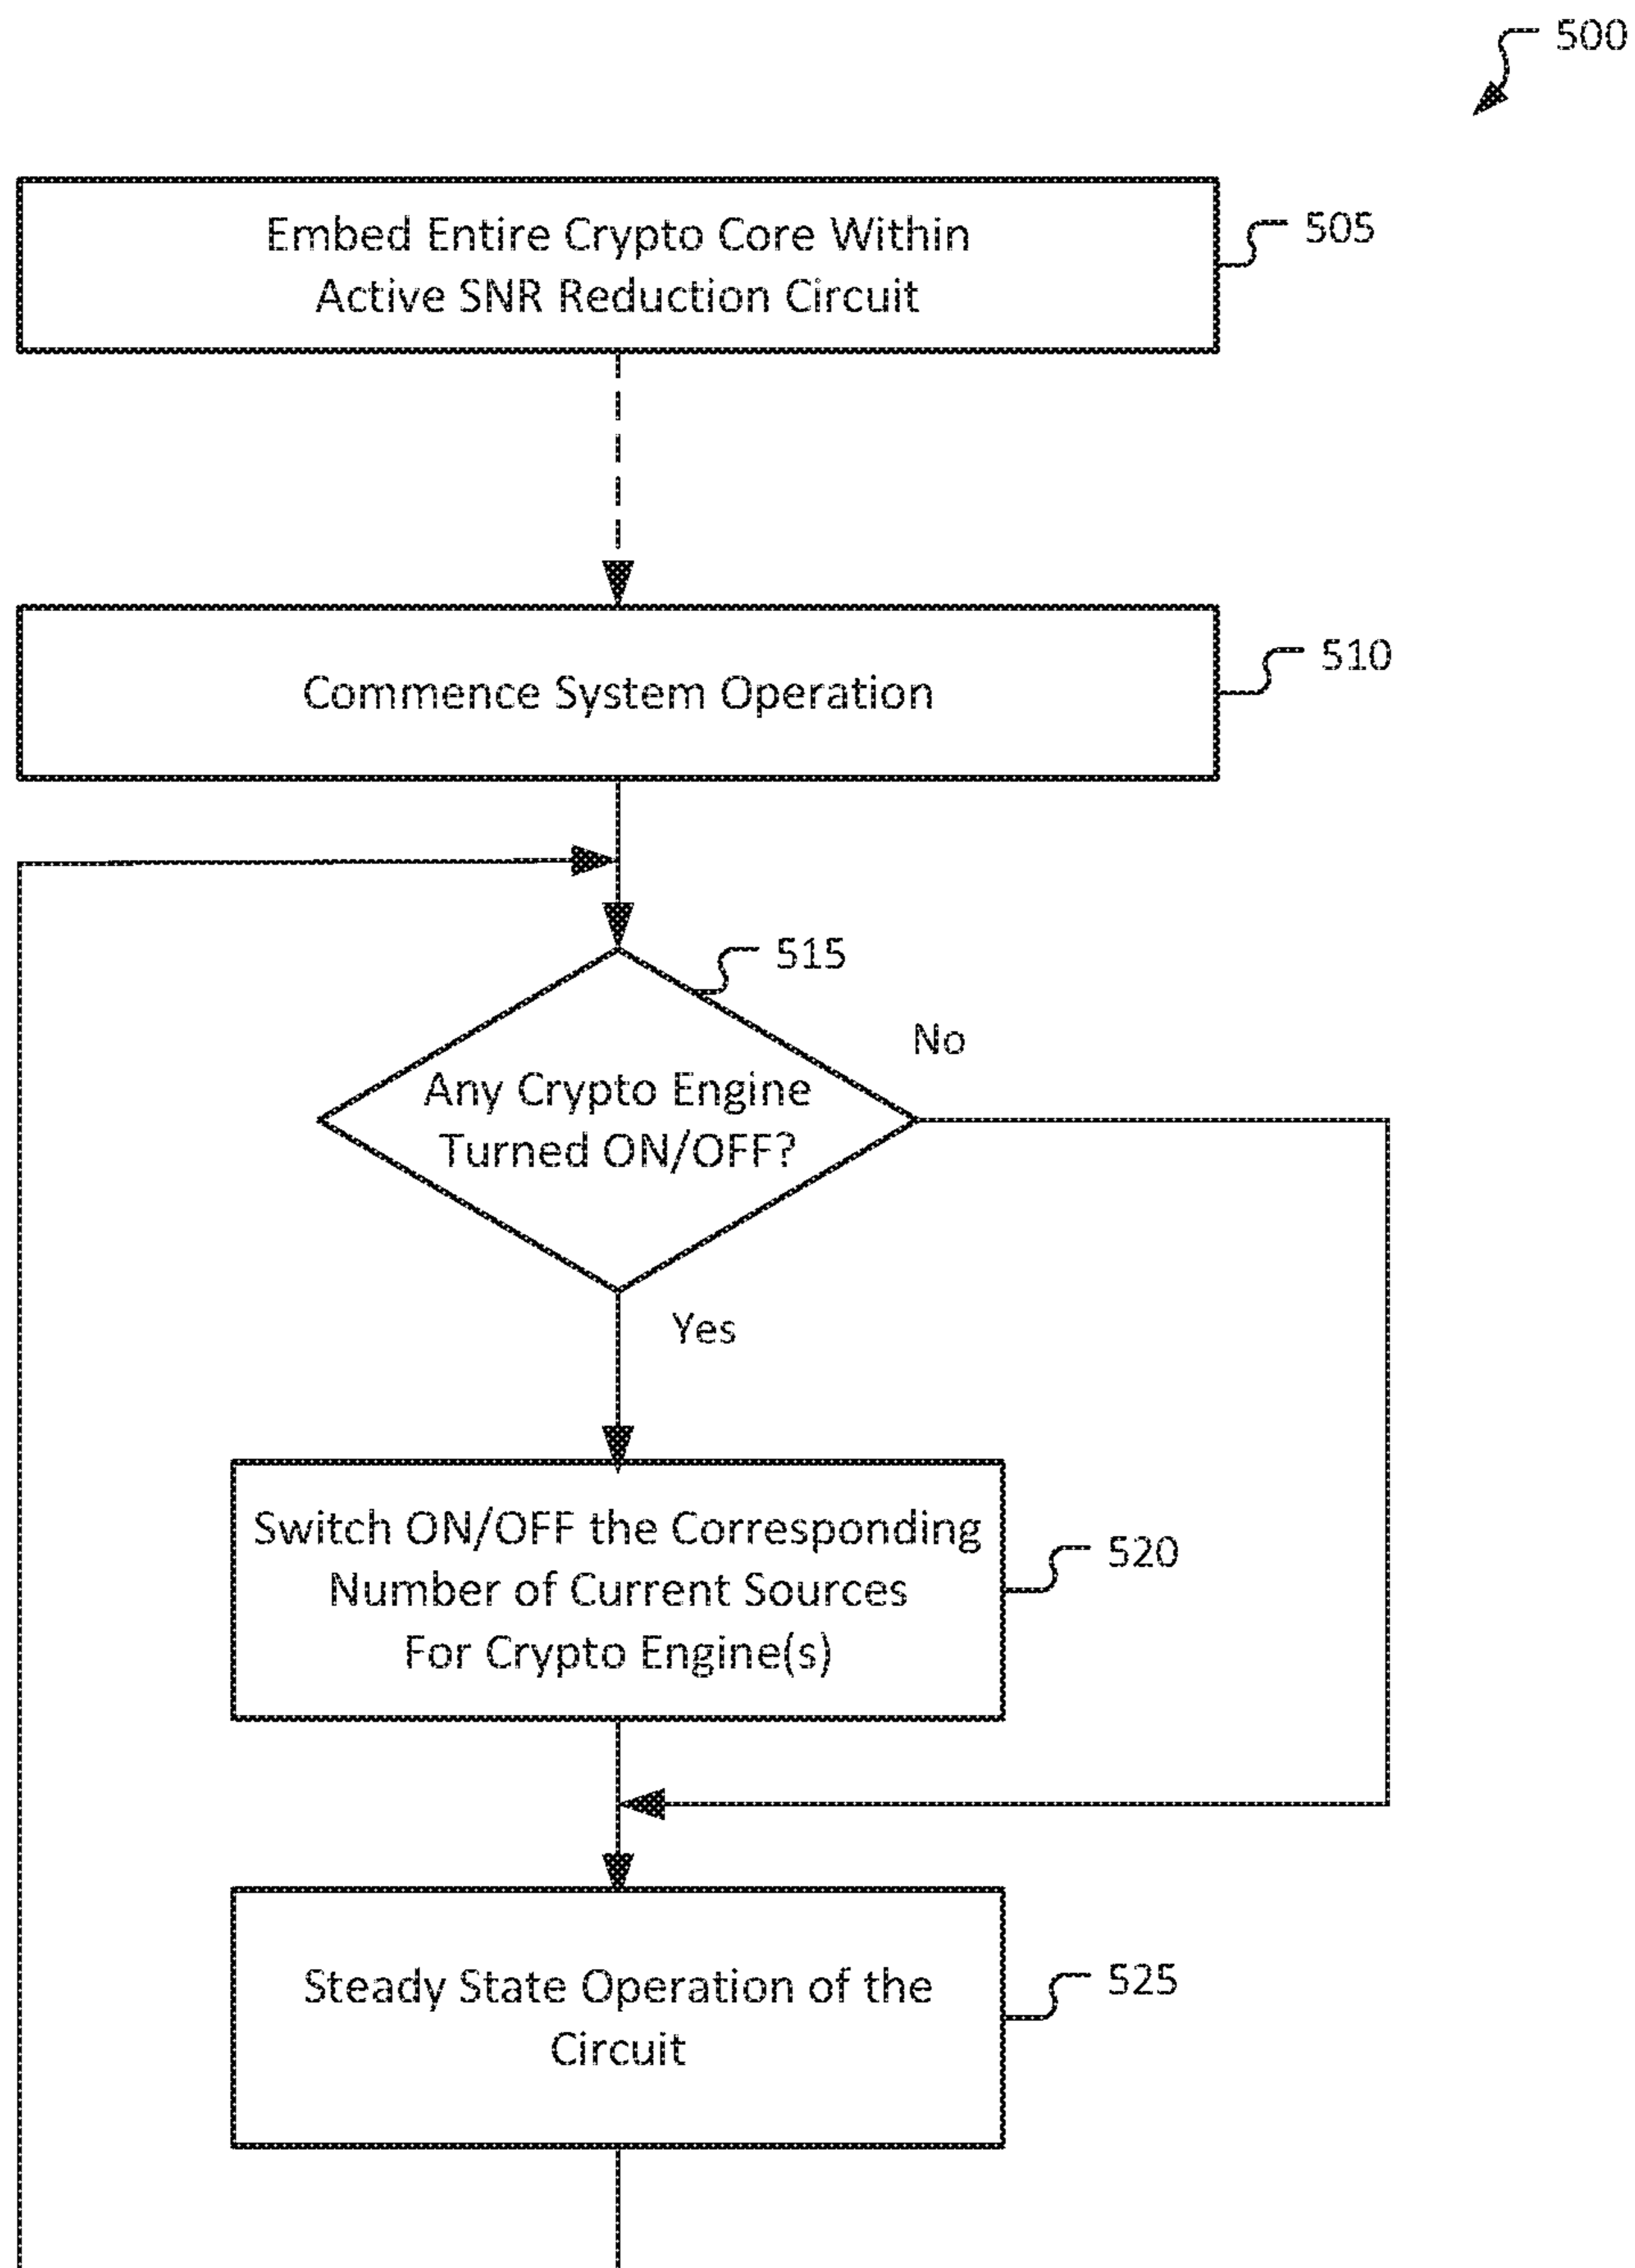 500
Embed Entire Crypto Core Within
Active SNR Reduction Circuit
505
Commence System Operation
510
515
No
Any Crypto Engine
Turned ON/OFF?
Yes
Switch ON/OFF the Corresponding
Number of Current Sources
For Crypto Engine(s)
520
Steady State Operation of the
Circuit
525